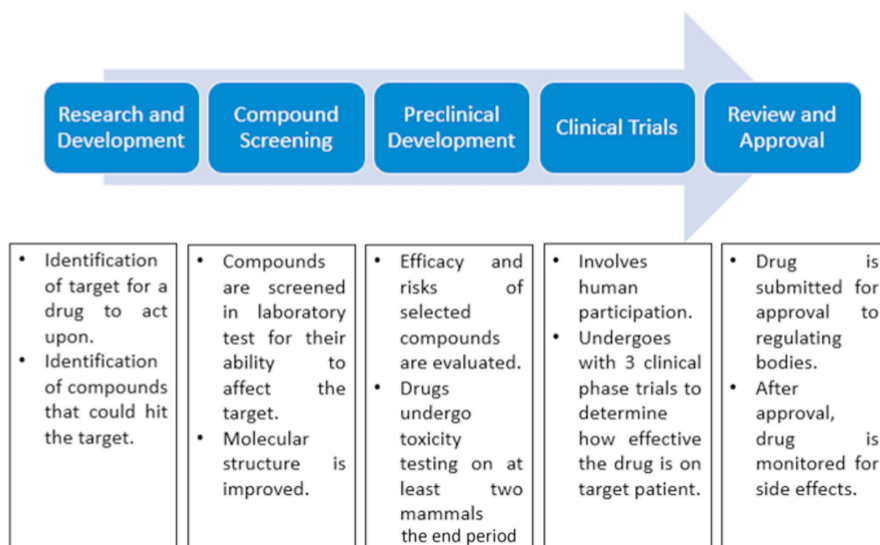 Research and
Development
Compound
Screening
Preclinical
Development
Clinical Trials
Review and
Approval
• Identification
of target for a
drug to act
upon.
• Identification
of compounds
that could hit
the target.
• Compounds
are screened
in laboratory
test for their
ability to
affect the
target.
• Molecular
structure is
improved.
• Efficacy and
risks of
selected
compounds
are evaluated.
• Drugs
undergo
toxicity
testing on at
least two
mammals
the end period
• Involves
human
participation.
• Undergoes
with 3 clinical
phase trials to
determine
how effective
the drug is on
target patient.
• Drug is
submitted for
approval to
regulating
bodies.
• After
approval,
drug is
monitored for
side effects.